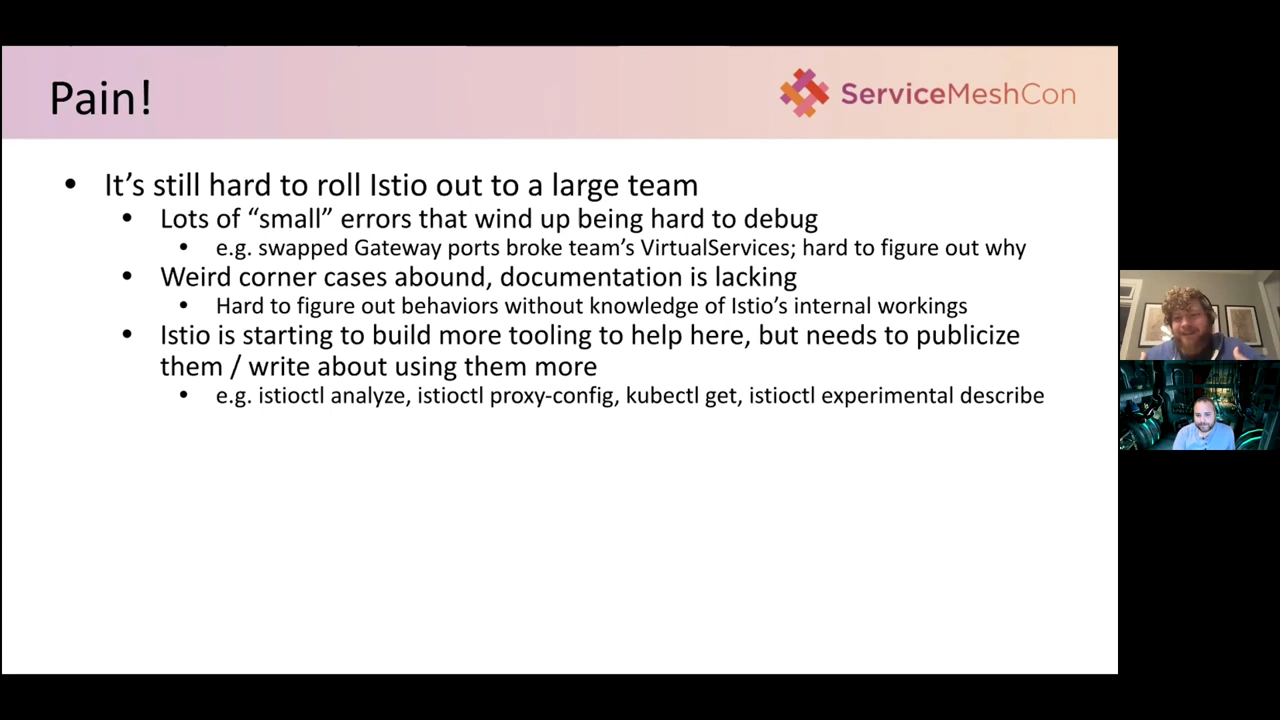 Pain!
ServiceMeshCon
• It’s still hard to roll Istio out to a large team
• Lots of “small” errors that wind up being hard to debug
• e.g. swapped Gateway ports broke team’s VirtualServices; hard to figure out why
• Weird corner cases abound, documentation is lacking
• Hard to figure out behaviors without knowledge of Istio’s internal workings
• Istio is starting to build more tooling to help here, but needs to publicize
them / write about using them more
• e.g. istioctl analyze, istioctl proxy-config, kubectl get, istioctl experimental describe